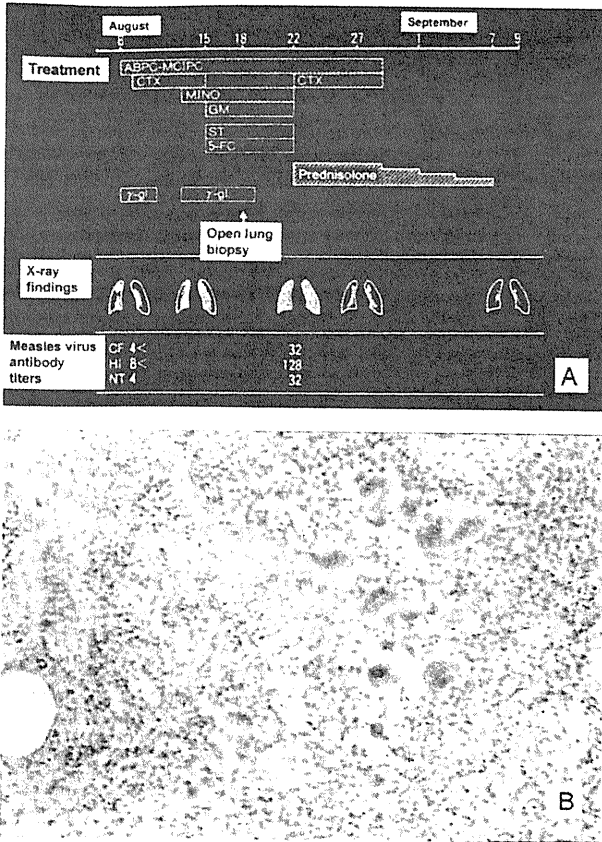 August September
8 15 18 22 27 1 7 9
Treatment
ABPC-MCIPC
CTX CTX
MINO
GM
ST
5-FC
Prednisolone
γ-gl γ-gl
Open lung
biopsy
X-ray
findings
Measles virus
antibody
titers
CF 4< 32
HI 8< 128
NT 4 32
A
B